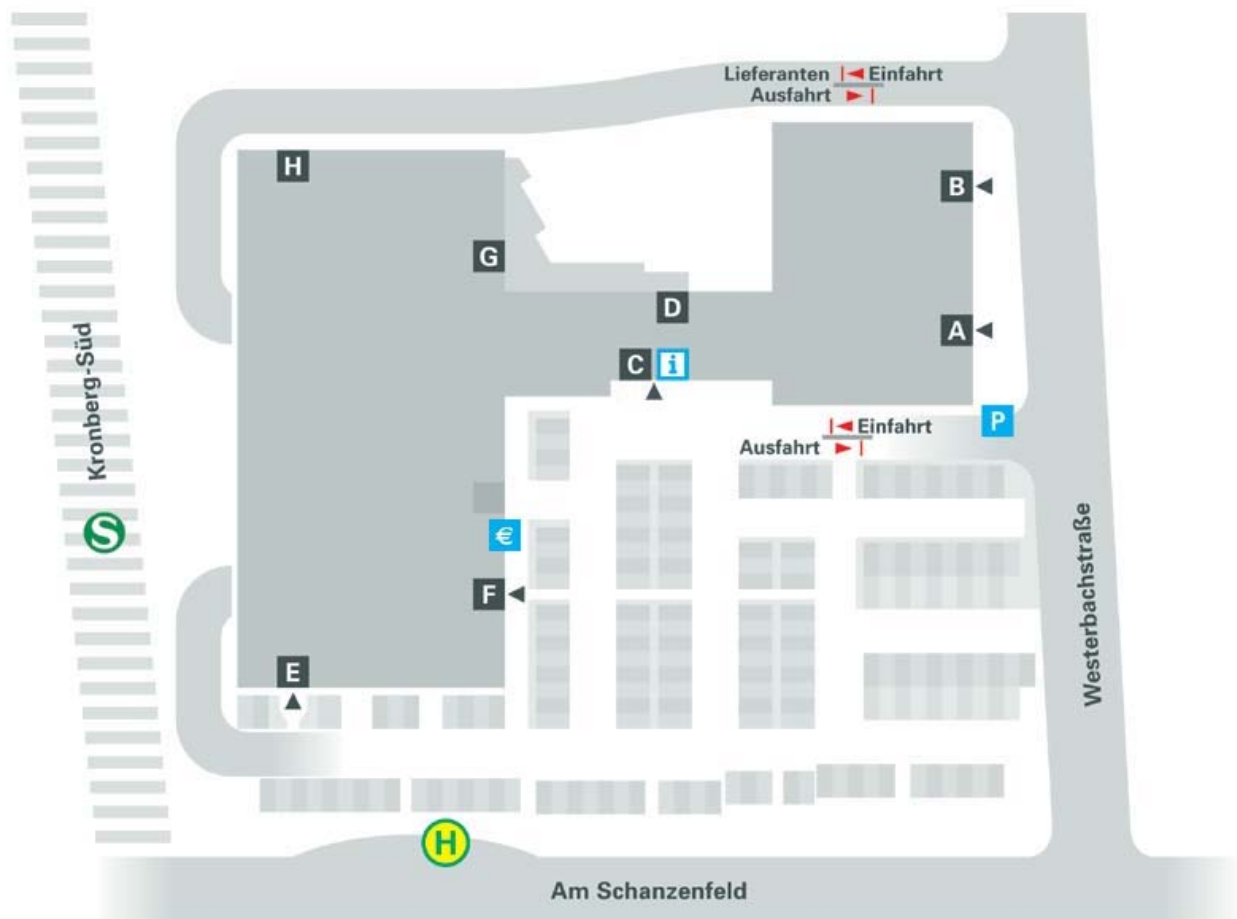 Lieferanten Einfahrt
Ausfahrt
H
B
G
D
A
C i
P
Einfahrt
Ausfahrt
Kronberg-Süd
S
€
F
Westerbachstraße
E
H
Am Schanzenfeld